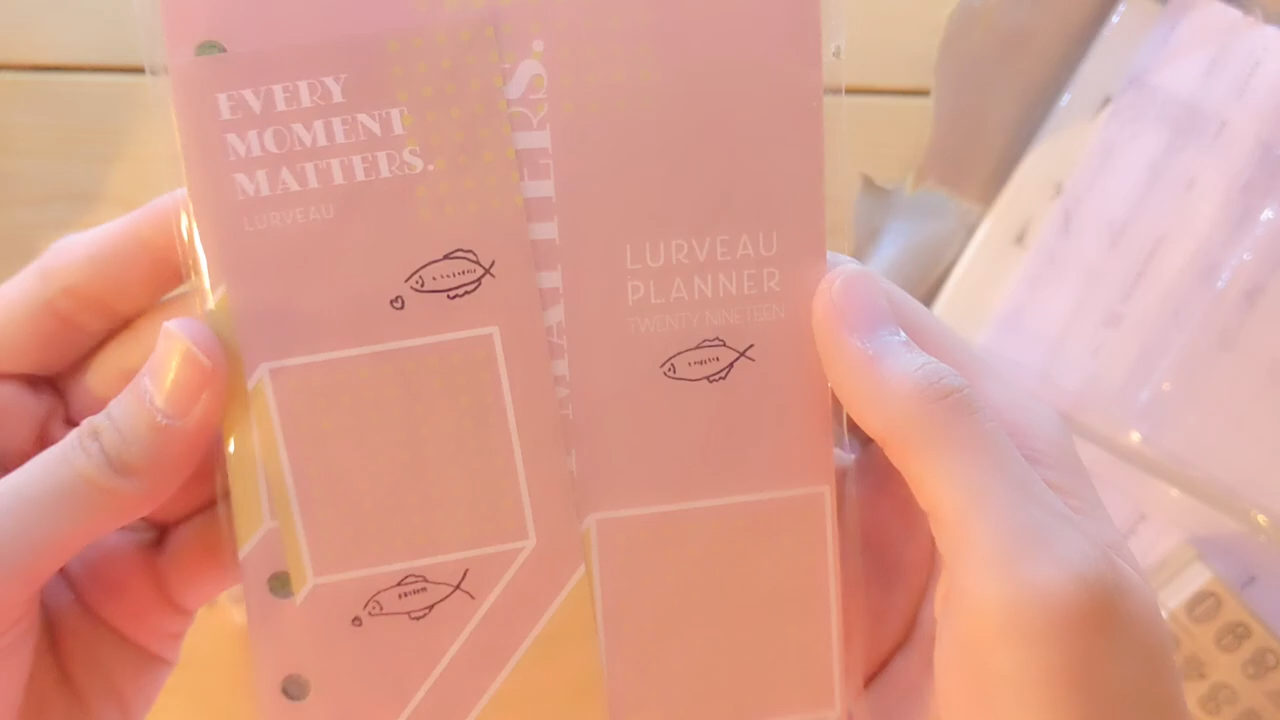 EVERY
MOMENT
MATTERS.
LURVEAU
MATTERS.
LURVEAU
PLANNER
TWENTY NINETEEN